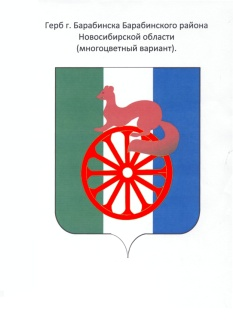 Герб г. Барабинска Барабинского района
Новосибирской области
(многоцветный вариант).